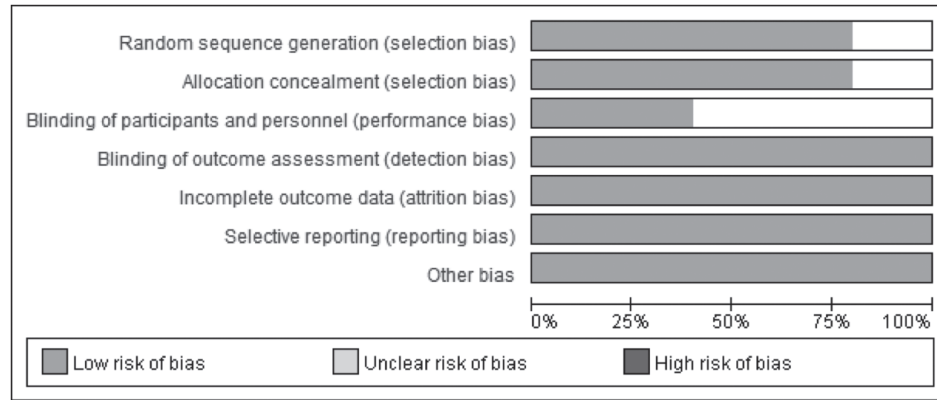 Random sequence generation (selection bias)
Allocation concealment (selection bias)
Blinding of participants and personnel (performance bias)
Blinding of outcome assessment (detection bias)
Incomplete outcome data (attrition bias)
Selective reporting (reporting bias)
Other bias
0% 25% 50% 75% 100%
Low risk of bias Unclear risk of bias High risk of bias